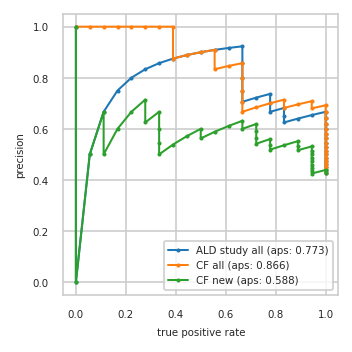 1.0
0.8
0.6
0.4
0.2
0.0
precision
ALD study all (aps: 0.773)
CF all (aps: 0.866)
CF new (aps: 0.588)
0.0 0.2 0.4 0.6 0.8 1.0
true positive rate